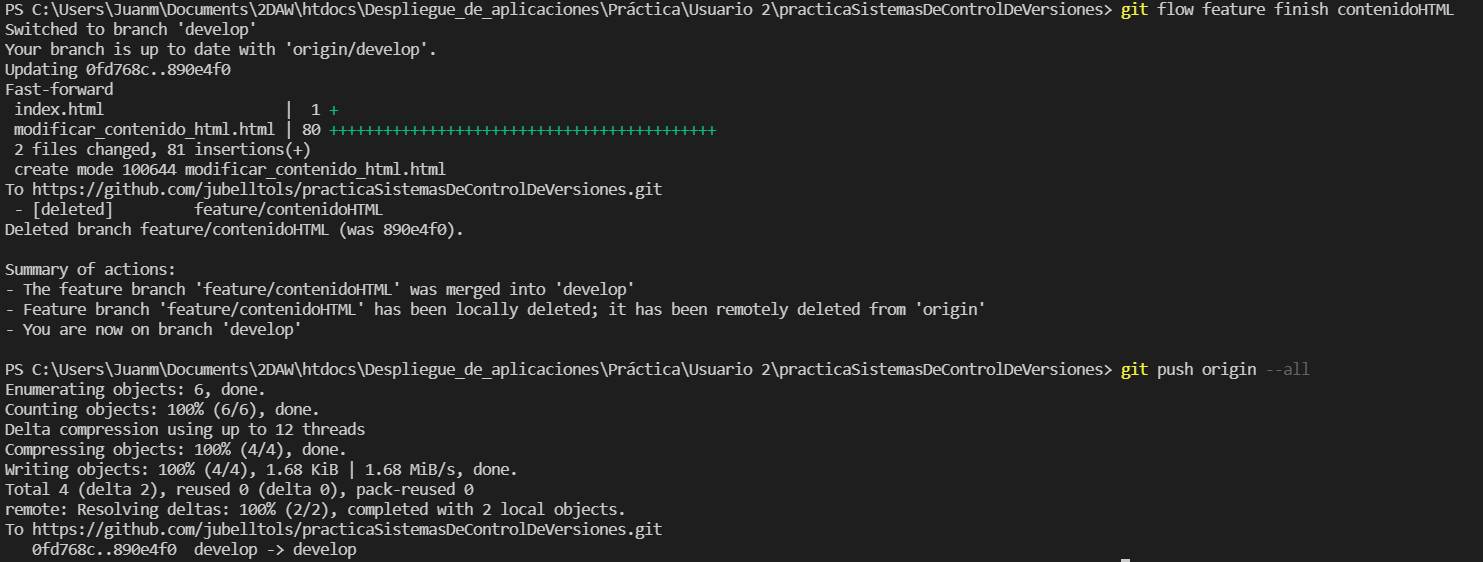 PS C:\Users\Juanm\Documents\2DAW\htdocs\Despliegue_de_aplicaciones\Práctica\Usuario 2\practicaSistemasDeControlDeVersiones> git flow feature finish contenidoHTML
Switched to branch 'develop'
Your branch is up to date with 'origin/develop'.
Updating 0fd768c..890e4f0
Fast-forward
 index.html                    |  1 +
 modificar_contenido_html.html | 80 +++++++++++++++++++++++++++++++++++++++++++
 2 files changed, 81 insertions(+)
 create mode 100644 modificar_contenido_html.html
To https://github.com/jubelltols/practicaSistemasDeControlDeVersiones.git
 - [deleted]         feature/contenidoHTML
Deleted branch feature/contenidoHTML (was 890e4f0).
Summary of actions:
- The feature branch 'feature/contenidoHTML' was merged into 'develop'
- Feature branch 'feature/contenidoHTML' has been locally deleted; it has been remotely deleted from 'origin'
- You are now on branch 'develop'
PS C:\Users\Juanm\Documents\2DAW\htdocs\Despliegue_de_aplicaciones\Práctica\Usuario 2\practicaSistemasDeControlDeVersiones> git push origin --all
Enumerating objects: 6, done.
Counting objects: 100% (6/6), done.
Delta compression using up to 12 threads
Compressing objects: 100% (4/4), done.
Writing objects: 100% (4/4), 1.68 KiB | 1.68 MiB/s, done.
Total 4 (delta 2), reused 0 (delta 0), pack-reused 0
remote: Resolving deltas: 100% (2/2), completed with 2 local objects.
To https://github.com/jubelltols/practicaSistemasDeControlDeVersiones.git
   0fd768c..890e4f0  develop -> develop